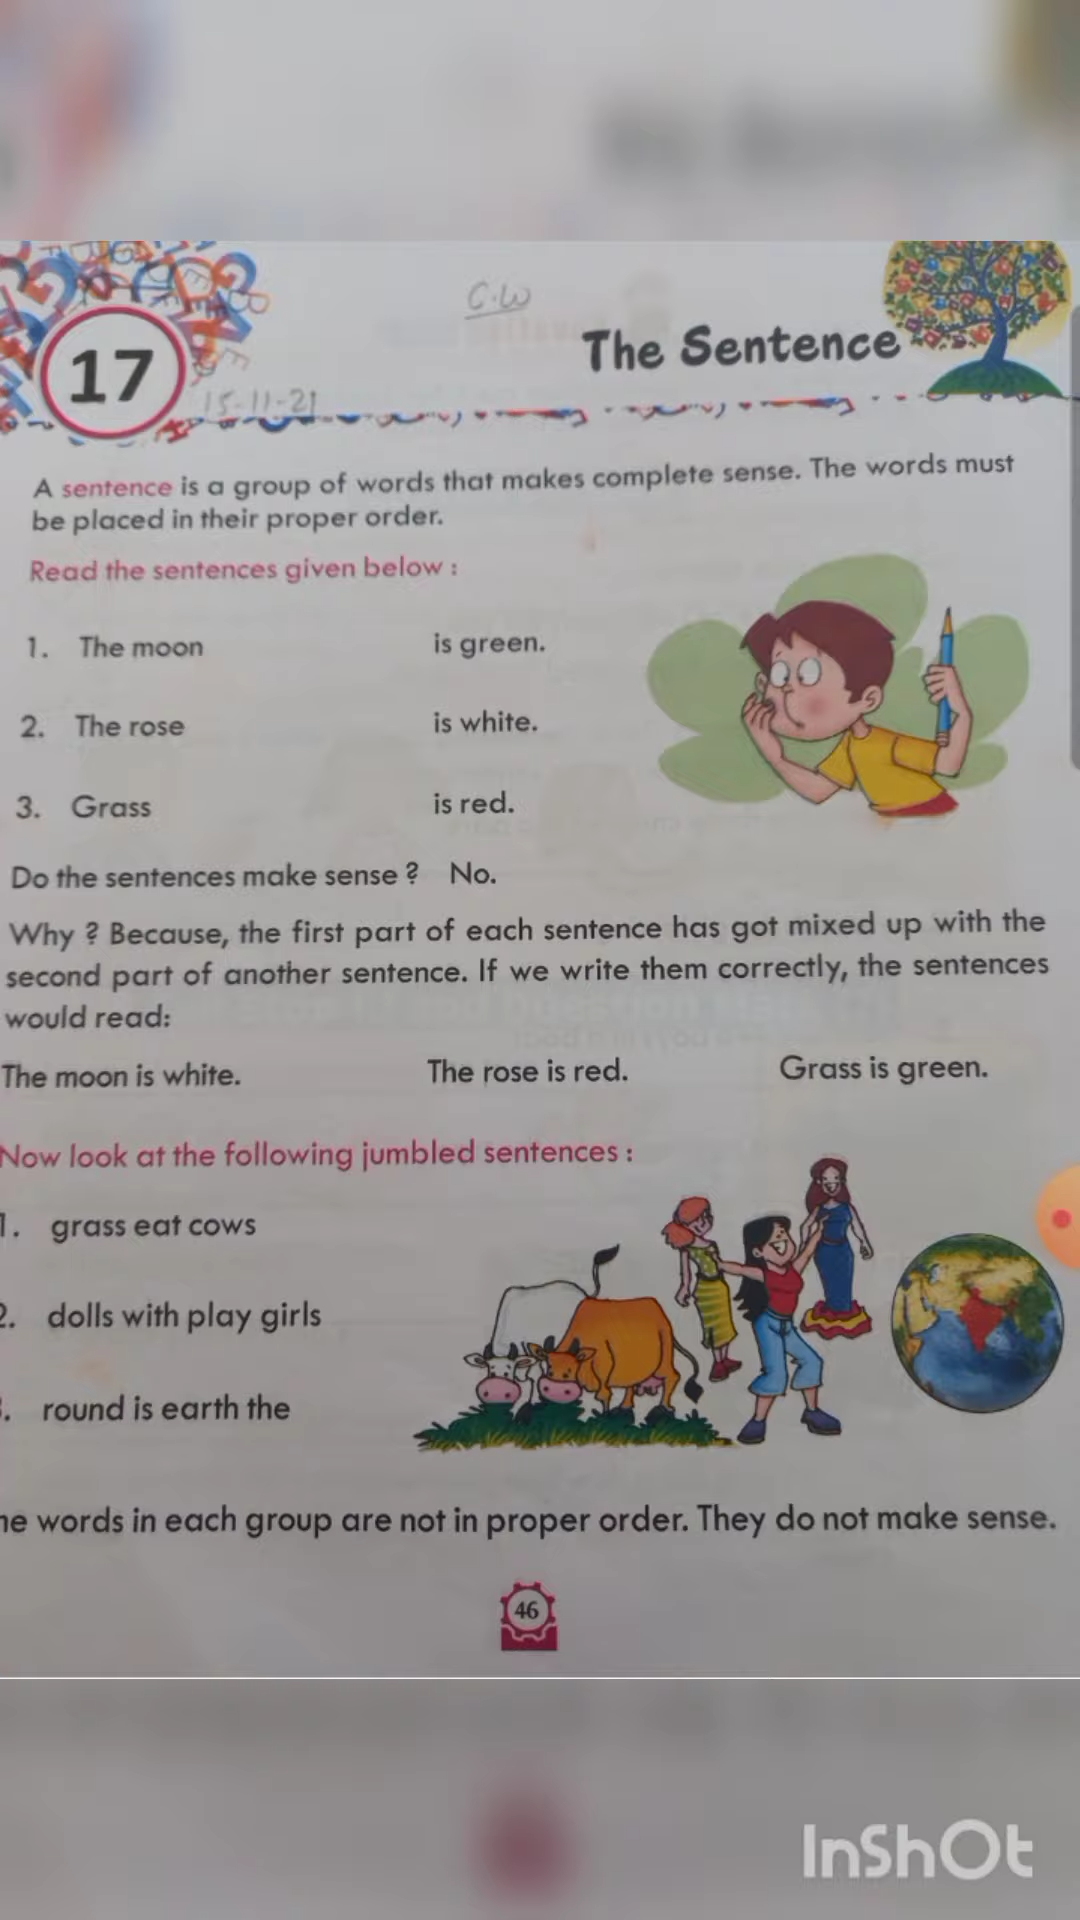 C.W
The Sentence
17
15-11-21
A sentence is a group of words that makes complete sense. The words must
be placed in their proper order.
Read the sentences given below :
1. The moon is green.
2. The rose is white.
3. Grass is red.
Do the sentences make sense ? No.
Why ? Because, the first part of each sentence has got mixed up with the
second part of another sentence. If we write them correctly, the sentences
would read:
The moon is white. The rose is red. Grass is green.
Now look at the following jumbled sentences :
1. grass eat cows
2. dolls with play girls
. round is earth the
he words in each group are not in proper order. They do not make sense.
46
InShOt